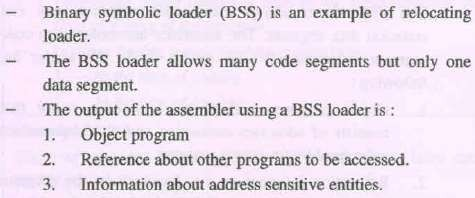 – Binary symbolic loader (BSS) is an example of relocating
loader.
– The BSS loader allows many code segments but only one
data segment.
– The output of the assembler using a BSS loader is :
1. Object program
2. Reference about other programs to be accessed.
3. Information about address sensitive entities.